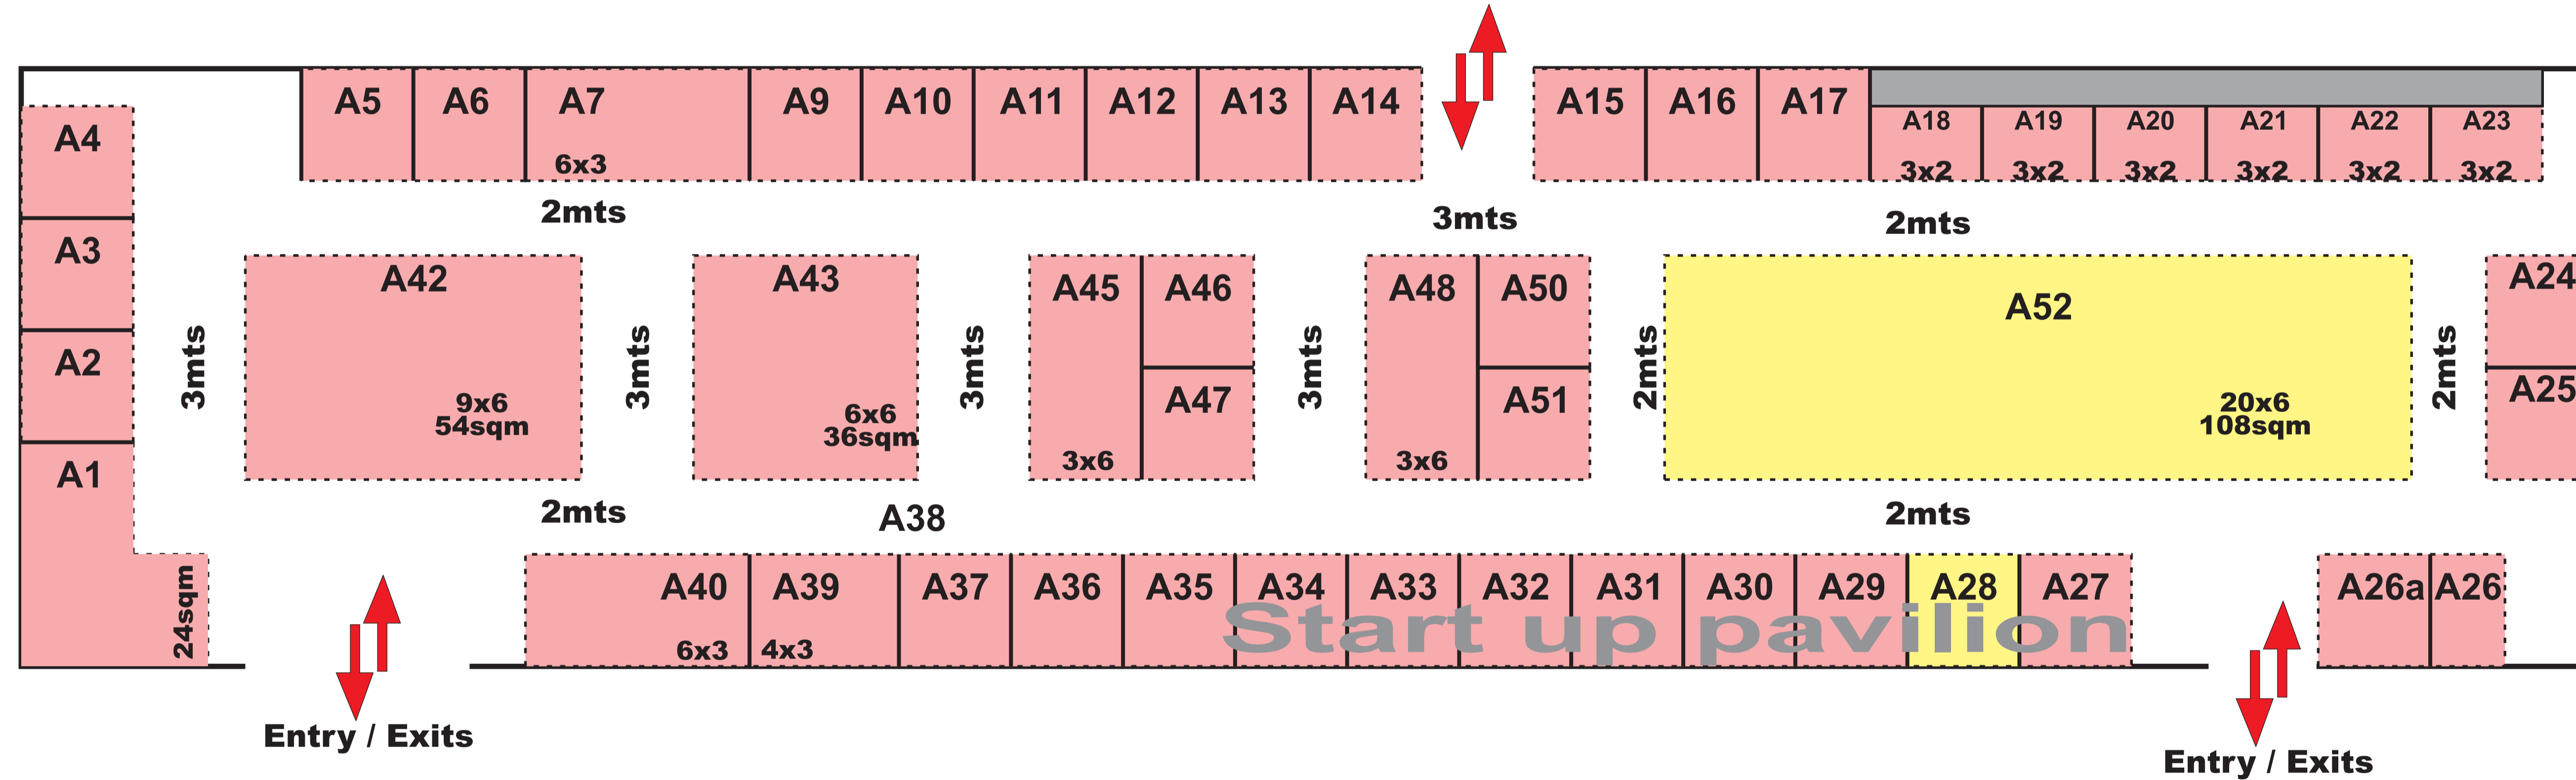 A5 A6 A7 A9 A10 A11 A12 A13 A14 A15 A16 A17 A18 A19 A20 A21 A22 A23
6x3 3x2 3x2 3x2 3x2 3x2 3x2
A4
A3
A2
A1
24sqm
2mts 3mts 2mts
3mts
A42
9x6
54sqm
3mts
A43
6x6
36sqm
3mts
A45
3x6
A46
A47
3mts
A48
3x6
A50
A51
2mts
A52
20x6
108sqm
2mts
A24
A25
2mts A38 2mts
A40 A39 A37 A36 A35 A34 A33 A32 A31 A30 A29 A28 A27 A26a A26
6x3 4x3
Start up pavilion
Entry / Exits
Entry / Exits